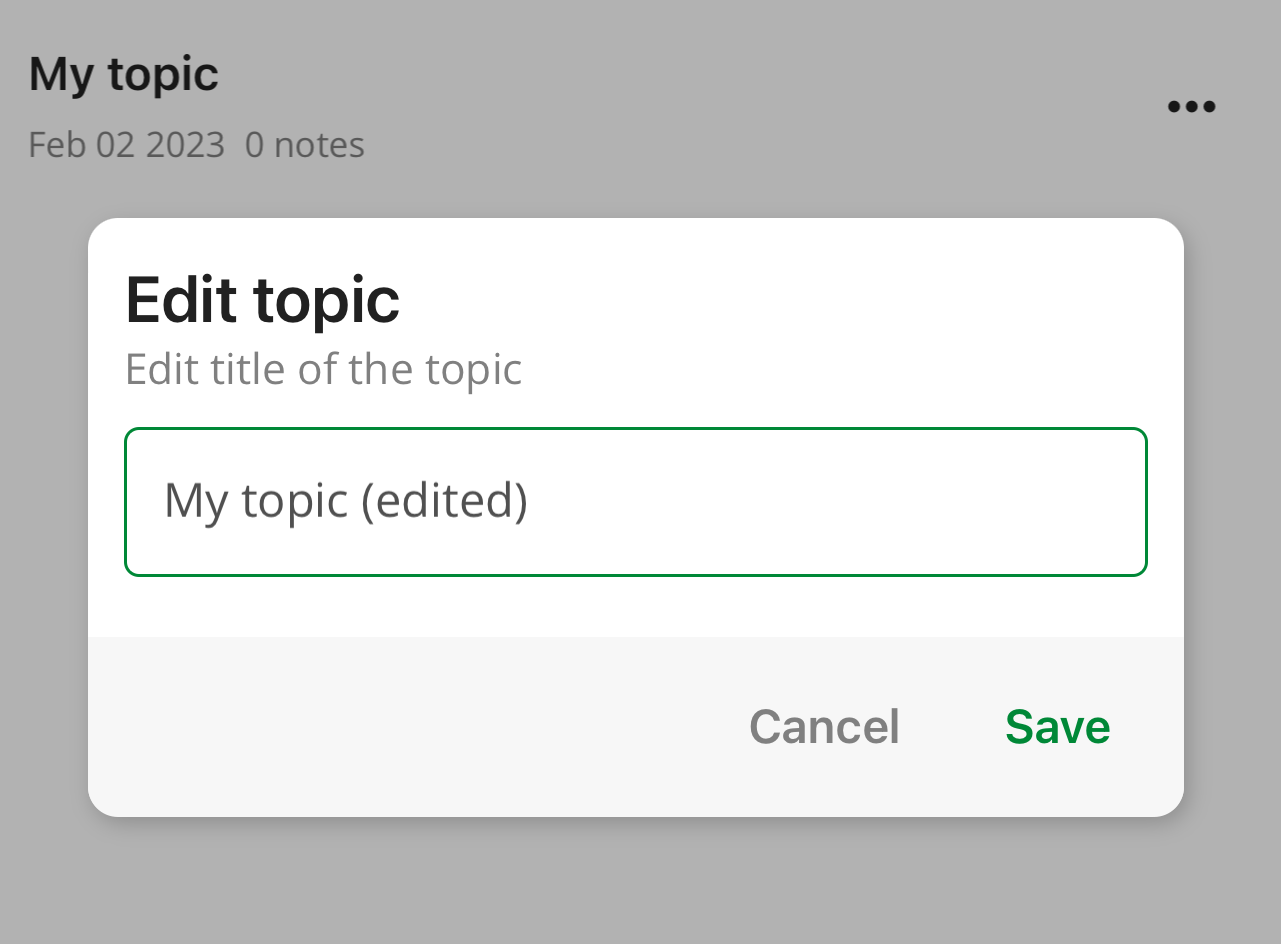 My topic
Feb 02 2023  0 notes
Edit topic
Edit title of the topic
My topic (edited)
Cancel Save